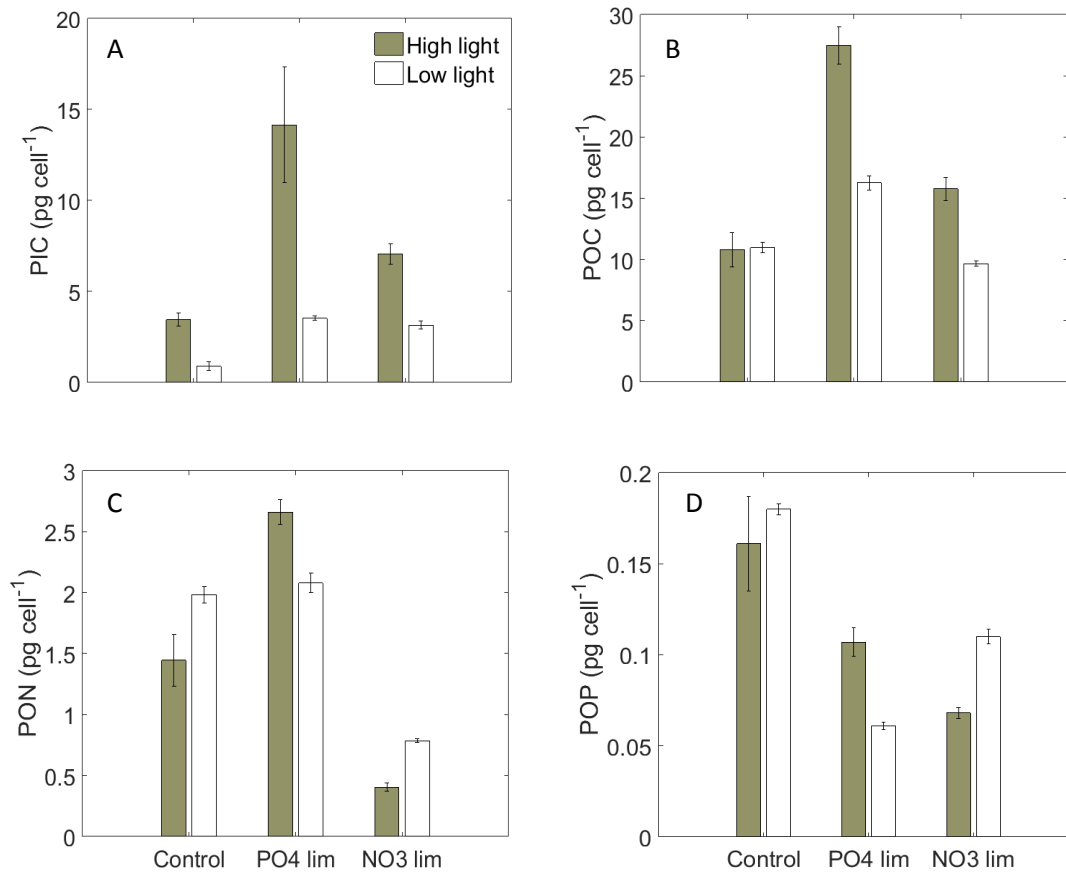 A
High light
Low light
20
15
10
5
0
PIC (pg cell-1)
B
30
25
20
15
10
5
0
POC (pg cell-1)
C
3
2.5
2
1.5
1
0.5
0
PON (pg cell-1)
Control PO4 lim NO3 lim
D
0.2
0.15
0.1
0.05
0
POP (pg cell-1)
Control PO4 lim NO3 lim